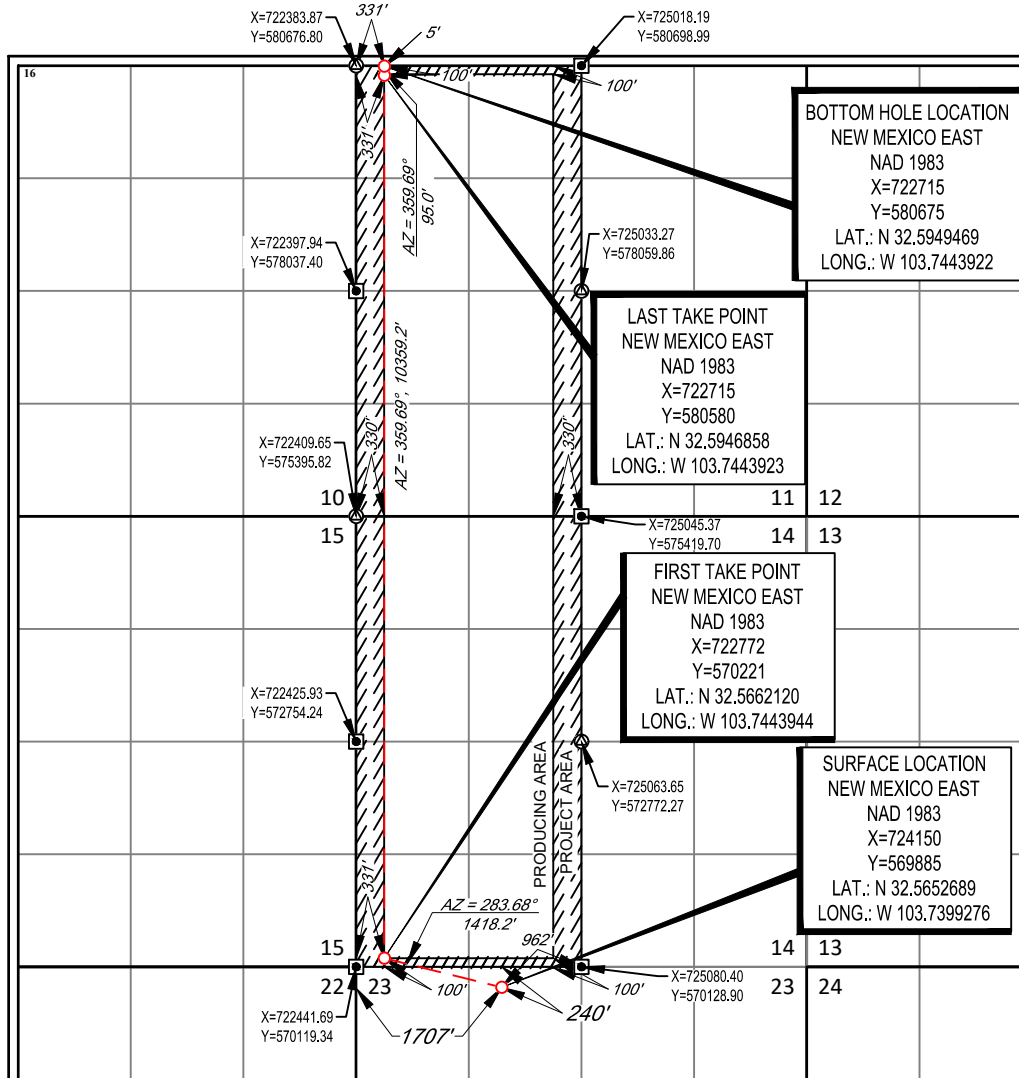 X=722383.87
Y=580676.80
331'
5'
X=725018.19
Y=580698.99
16
100'
100'
331'
AZ = 359.69°
95.0'
BOTTOM HOLE LOCATION
NEW MEXICO EAST
NAD 1983
X=722715
Y=580675
LAT.: N 32.5949469
LONG.: W 103.7443922
X=722397.94
Y=578037.40
X=725033.27
Y=578059.86
LAST TAKE POINT
NEW MEXICO EAST
NAD 1983
X=722715
Y=580580
LAT.: N 32.5946858
LONG.: W 103.7443923
AZ = 359.69°, 10359.2'
X=722409.65
Y=575395.82
330'
330'
10
11
12
15
14
13
X=725045.37
Y=575419.70
FIRST TAKE POINT
NEW MEXICO EAST
NAD 1983
X=722772
Y=570221
LAT.: N 32.5662120
LONG.: W 103.7443944
X=722425.93
Y=572754.24
X=725063.65
Y=572772.27
PRODUCING AREA
PROJECT AREA
SURFACE LOCATION
NEW MEXICO EAST
NAD 1983
X=724150
Y=569885
LAT.: N 32.5652689
LONG.: W 103.7399276
331'
AZ = 283.68°
1418.2'
962'
15
14
13
22
23
23
24
100'
100'
X=725080.40
Y=570128.90
240'
1707'
X=722441.69
Y=570119.34